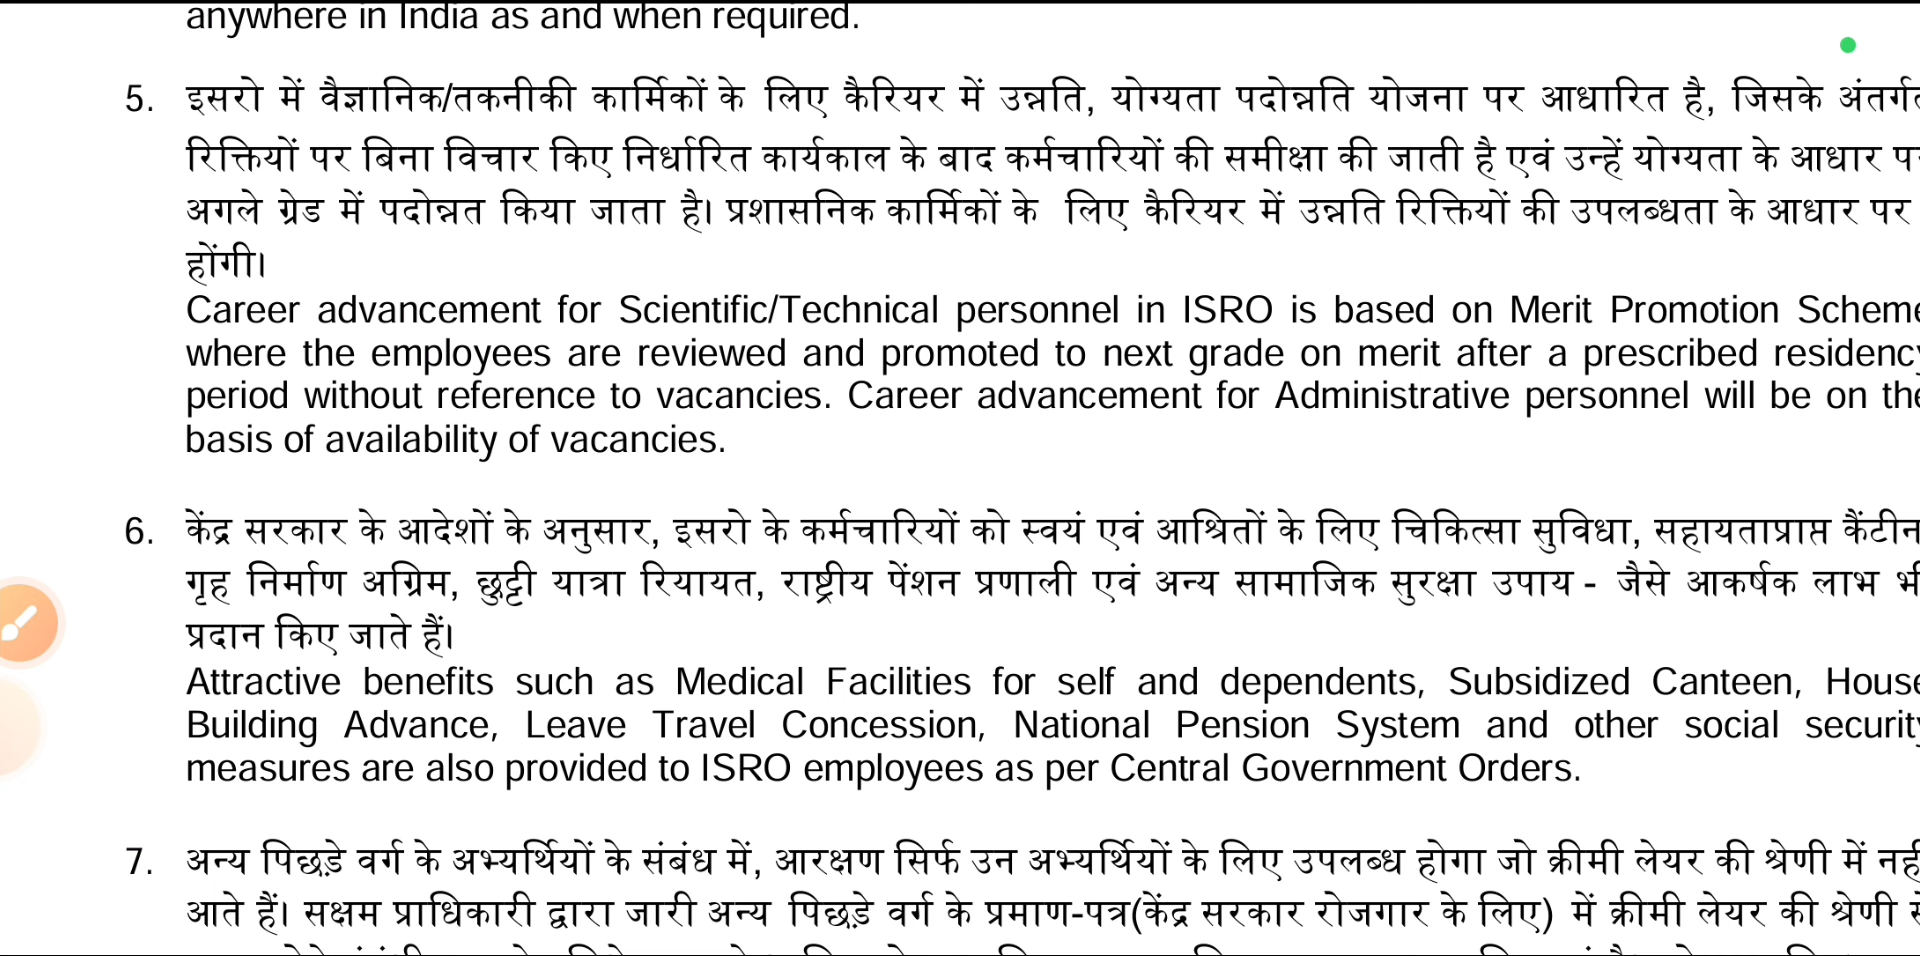 anywhere in India as and when required.
5. इसरो में वैज्ञानिक/तकनीकी कार्मिकों के लिए कैरियर में उन्नति, योग्यता पदोन्नति योजना पर आधारित है, जिसके
रिक्तियों पर बिना विचार किए निर्धारित कार्यकाल के बाद कर्मचारियों की समीक्षा की जाती है एवं उन्हें योग्यता के आधार
अगले ग्रेड में पदोन्नत किया जाता है। प्रशासनिक कार्मिकों के लिए कैरियर में उन्नति रिक्तियों की उपलब्धता के आधार पर
होंगी।
Career advancement for Scientific/Technical personnel in ISRO is based on Merit Promotion Scheme
where the employees are reviewed and promoted to next grade on merit after a prescribed residency
period without reference to vacancies. Career advancement for Administrative personnel will be on the
basis of availability of vacancies.
6. केंद्र सरकार के आदेशों के अनुसार, इसरो के कर्मचारियों को स्वयं एवं आश्रितों के लिए चिकित्सा सुविधा, सहायताप्राप्त कैंटीन
गृह निर्माण अग्रिम, छुट्टी यात्रा रियायत, राष्ट्रीय पेंशन प्रणाली एवं अन्य सामाजिक सुरक्षा उपाय - जैसे आकर्षक लाभ भी
प्रदान किए जाते हैं।
Attractive benefits such as Medical Facilities for self and dependents, Subsidized Canteen, House
Building Advance, Leave Travel Concession, National Pension System and other social security
measures are also provided to ISRO employees as per Central Government Orders.
7. अन्य पिछड़े वर्ग के अभ्यर्थियों के संबंध में, आरक्षण सिर्फ उन अभ्यर्थियों के लिए उपलब्ध होगा जो क्रीमी लेयर की श्रेणी में
आते हैं। सक्षम प्राधिकारी द्वारा जारी अन्य पिछड़े वर्ग के प्रमाण-पत्र(केंद्र सरकार रोजगार के लिए) में क्रीमी लेयर की श्रेणी